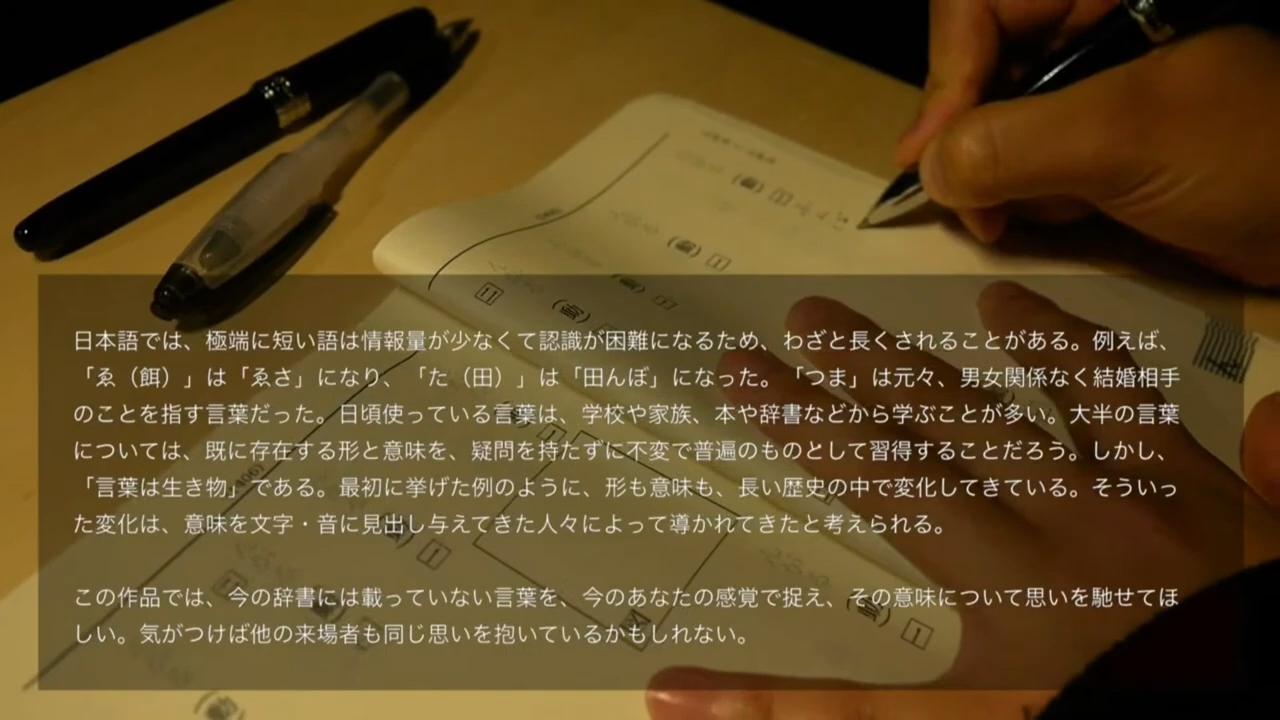 日本語では、極端に短い語は情報量が少なくて認識が困難になるため、わざと長くされることがある。例えば、
「ゑ（餌）」は「ゑさ」になり、「た（田）」は「田んぼ」になった。「つま」は元々、男女関係なく結婚相手
のことを指す言葉だった。日頃使っている言葉は、学校や家族、本や辞書などから学ぶことが多い。大半の言葉
については、既に存在する形と意味を、疑問を持たずに不変で普遍のものとして習得することだろう。しかし、
「言葉は生き物」である。最初に挙げた例のように、形も意味も、長い歴史の中で変化してきている。そういっ
た変化は、意味を文字・音に見出し与えてきた人々によって導かれてきたと考えられる。
この作品では、今の辞書には載っていない言葉を、今のあなたの感覚で捉え、その意味について思いを馳せてほ
しい。気がつけば他の来場者も同じ思いを抱いているかもしれない。